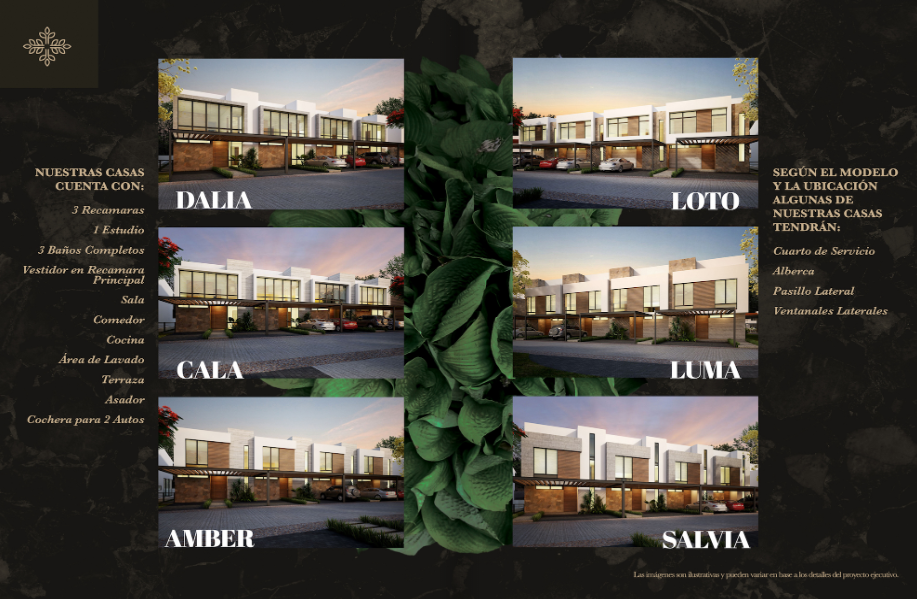 NUESTRAS CASAS
CUENTA CON:
3 Recamaras
1 Estudio
3 Baños Completos
Vestidor en Recamara
Principal
Sala
Comedor
Cocina
Área de Lavado
Terraza
Asador
Cochera para 2 Autos
DALIA
LOTO
CALA
LUMA
AMBER
SALVIA
SEGÚN EL MODELO
Y LA UBICACIÓN
ALGUNAS DE
NUESTRAS CASAS
TENDRÁN:
Cuarto de Servicio
Alberca
Pasillo Lateral
Ventanales Laterales
Las imágenes son ilustrativas y pueden variar en base a los detalles del proyecto ejecutivo.